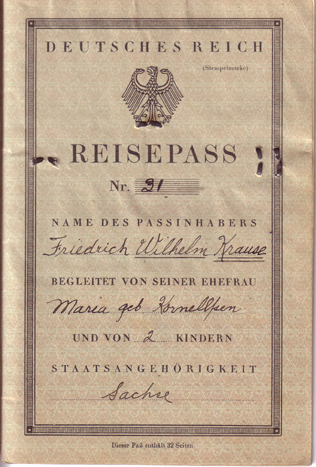 DEUTSCHES REICH
(Stempelmarke)
REISEPASS
Nr. 31
NAME DES PASSINHABERS
Friedrich Wilhelm Krause
BEGLEITET VON SEINER EHEFRAU
Maria geb
UND VON 2 KINDERN
STAATSANGEHÖRIGKEIT
Sachse
Dieser Paß enthält 32 Seiten